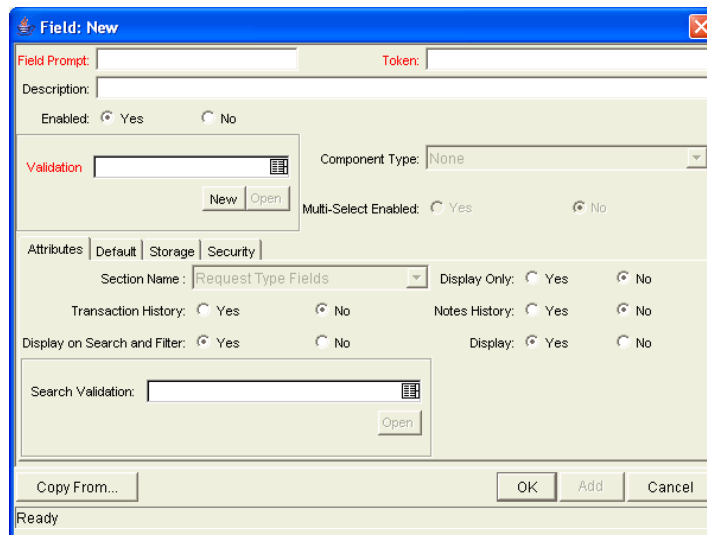 Field: New
Field Prompt: Token:
Description:
Enabled: Yes No
Validation Component Type: None
New Open Multi-Select Enabled: Yes No
Attributes Default Storage Security
Section Name : Request Type Fields Display Only: Yes No
Transaction History: Yes No Notes History: Yes No
Display on Search and Filter: Yes No Display: Yes No
Search Validation:
Open
Copy From... OK Add Cancel
Ready